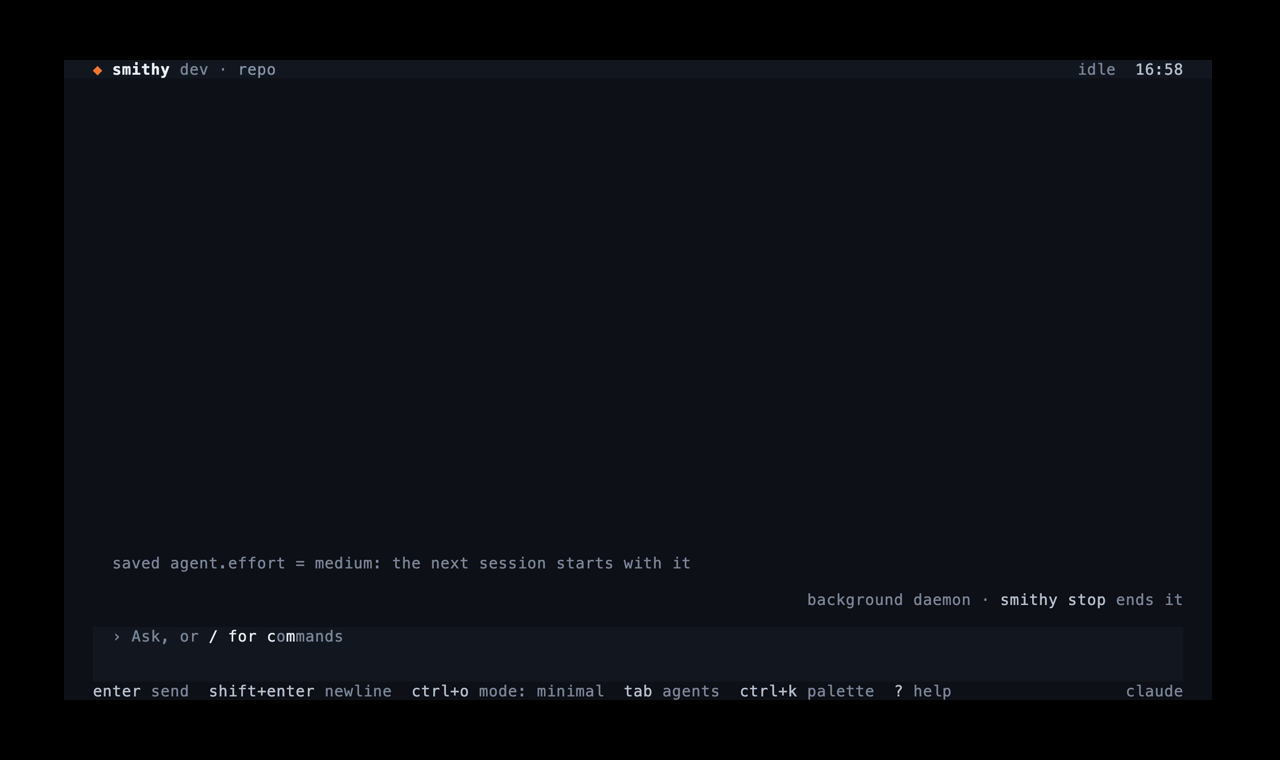 ◆ smithy dev · repo idle 16:58
saved agent.effort = medium: the next session starts with it
background daemon · smithy stop ends it
› Ask, or / for commands
enter send shift+enter newline ctrl+o mode: minimal tab agents ctrl+k palette ? help claude